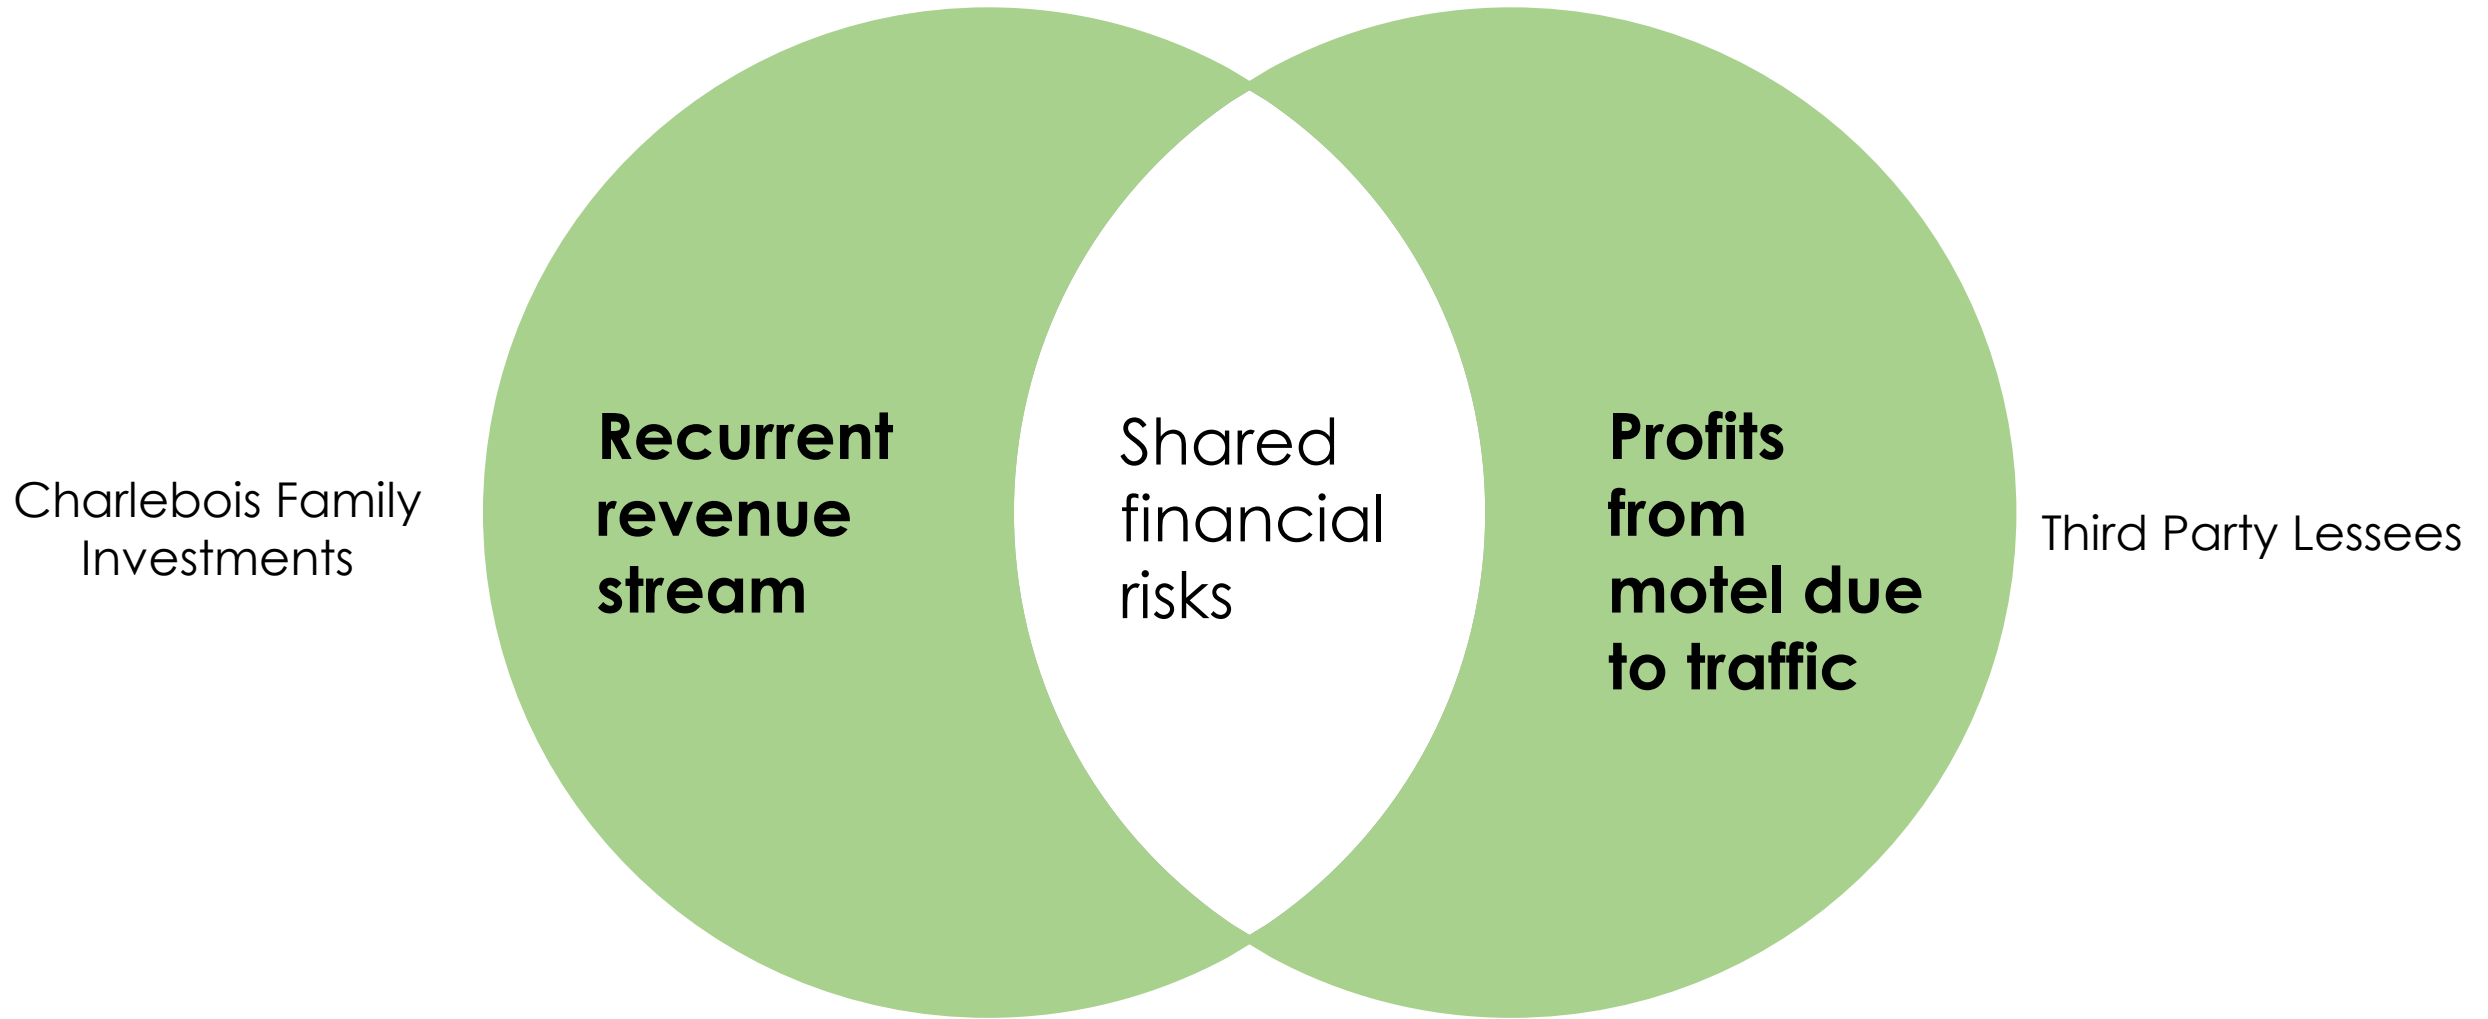 Charlebois Family
Investments
Recurrent
revenue
stream
Shared
financial
risks
Profits
from
motel due
to traffic
Third Party Lessees